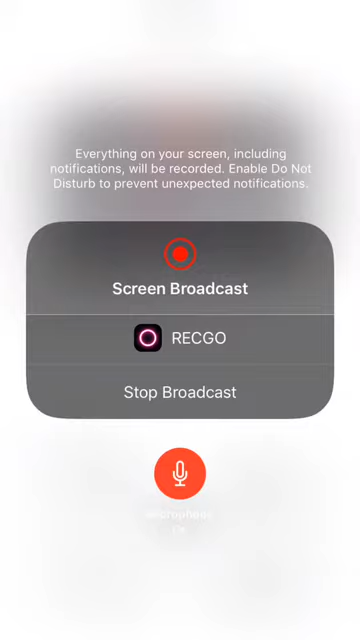 Everything on your screen, including
notifications, will be recorded. Enable Do Not
Disturb to prevent unexpected notifications.
Screen Broadcast
RECGO
Stop Broadcast
Microphone